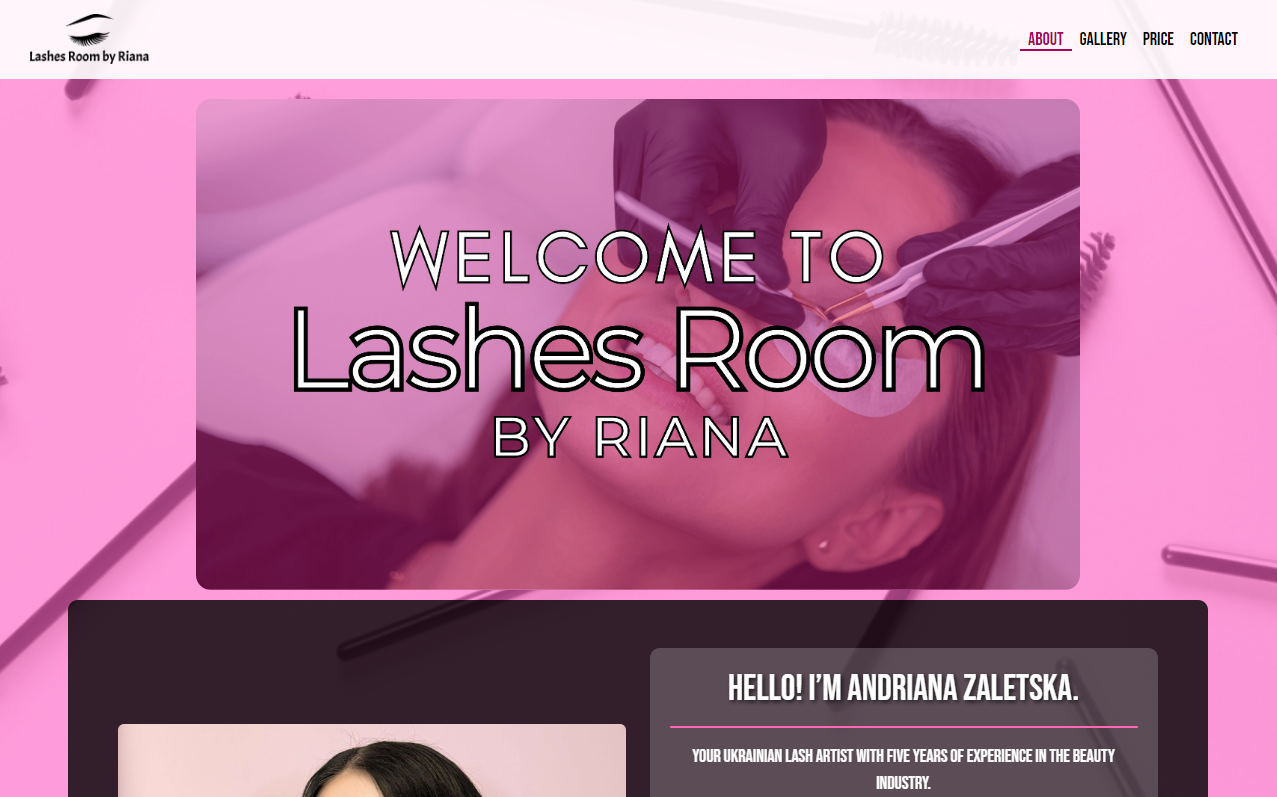 Lashes Room by Riana
ABOUT GALLERY PRICE CONTACT
WELCOME TO
Lashes Room
BY RIANA
HELLO! I'M ANDRIANA ZALETSKA.
YOUR UKRAINIAN LASH ARTIST WITH FIVE YEARS OF EXPERIENCE IN THE BEAUTY
INDUSTRY.